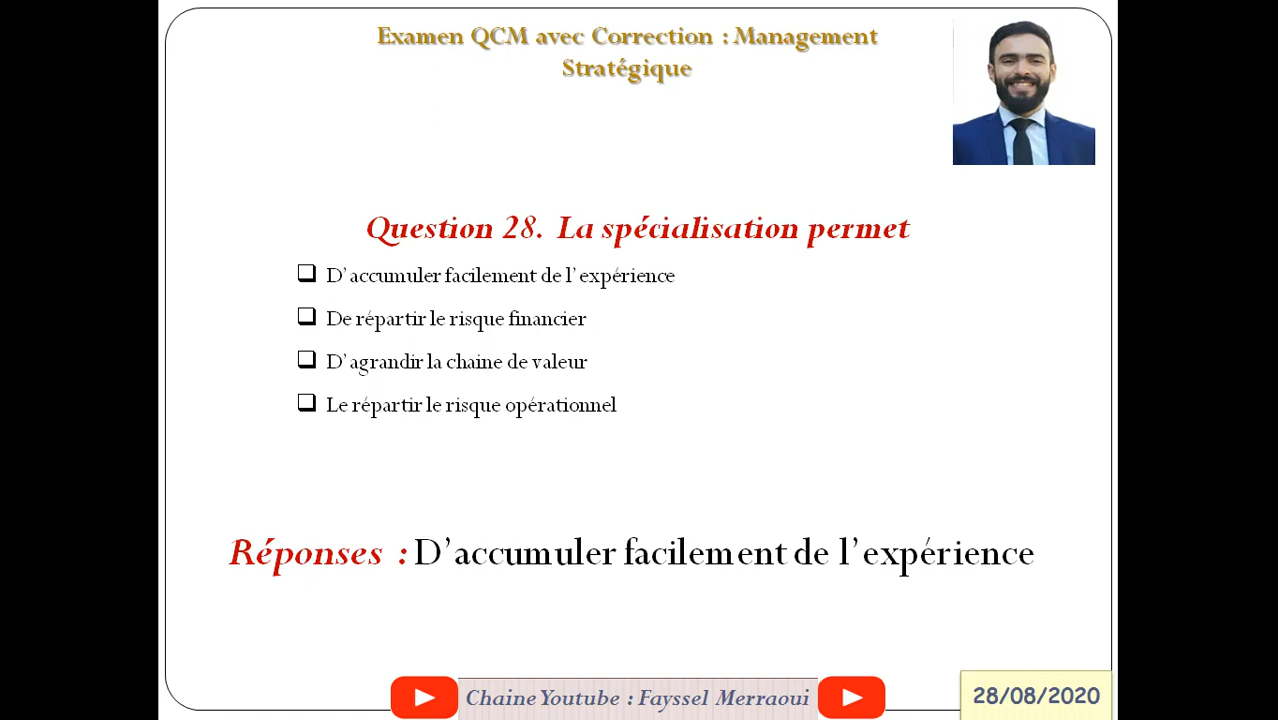 Examen QCM avec Correction : Management
Stratégique
Question 28. La spécialisation permet
D'accumuler facilement de l'expérience
De répartir le risque financier
D'agrandir la chaine de valeur
Le répartir le risque opérationnel
Réponses : D'accumuler facilement de l'expérience
Chaine Youtube : Fayssel Merraoui
28/08/2020